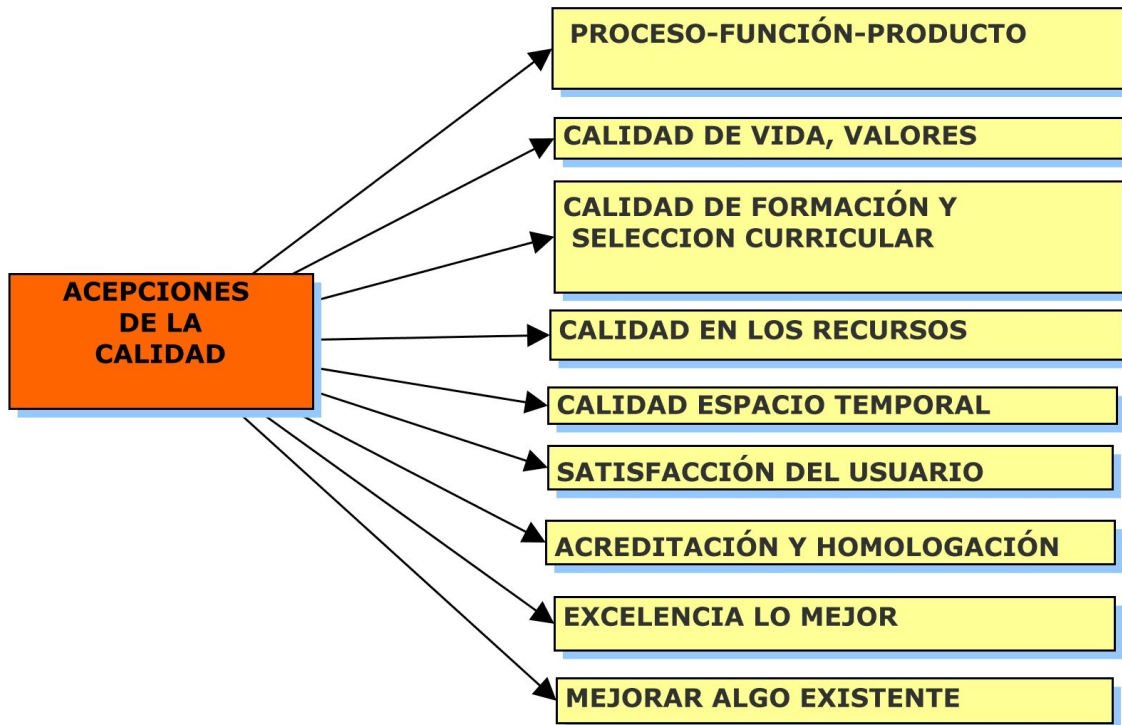 PROCESO-FUNCIÓN-PRODUCTO
CALIDAD DE VIDA, VALORES
CALIDAD DE FORMACIÓN Y
SELECCION CURRICULAR
ACEPCIONES
DE LA
CALIDAD
CALIDAD EN LOS RECURSOS
CALIDAD ESPACIO TEMPORAL
SATISFACCIÓN DEL USUARIO
ACREDITACIÓN Y HOMOLOGACIÓN
EXCELENCIA LO MEJOR
MEJORAR ALGO EXISTENTE